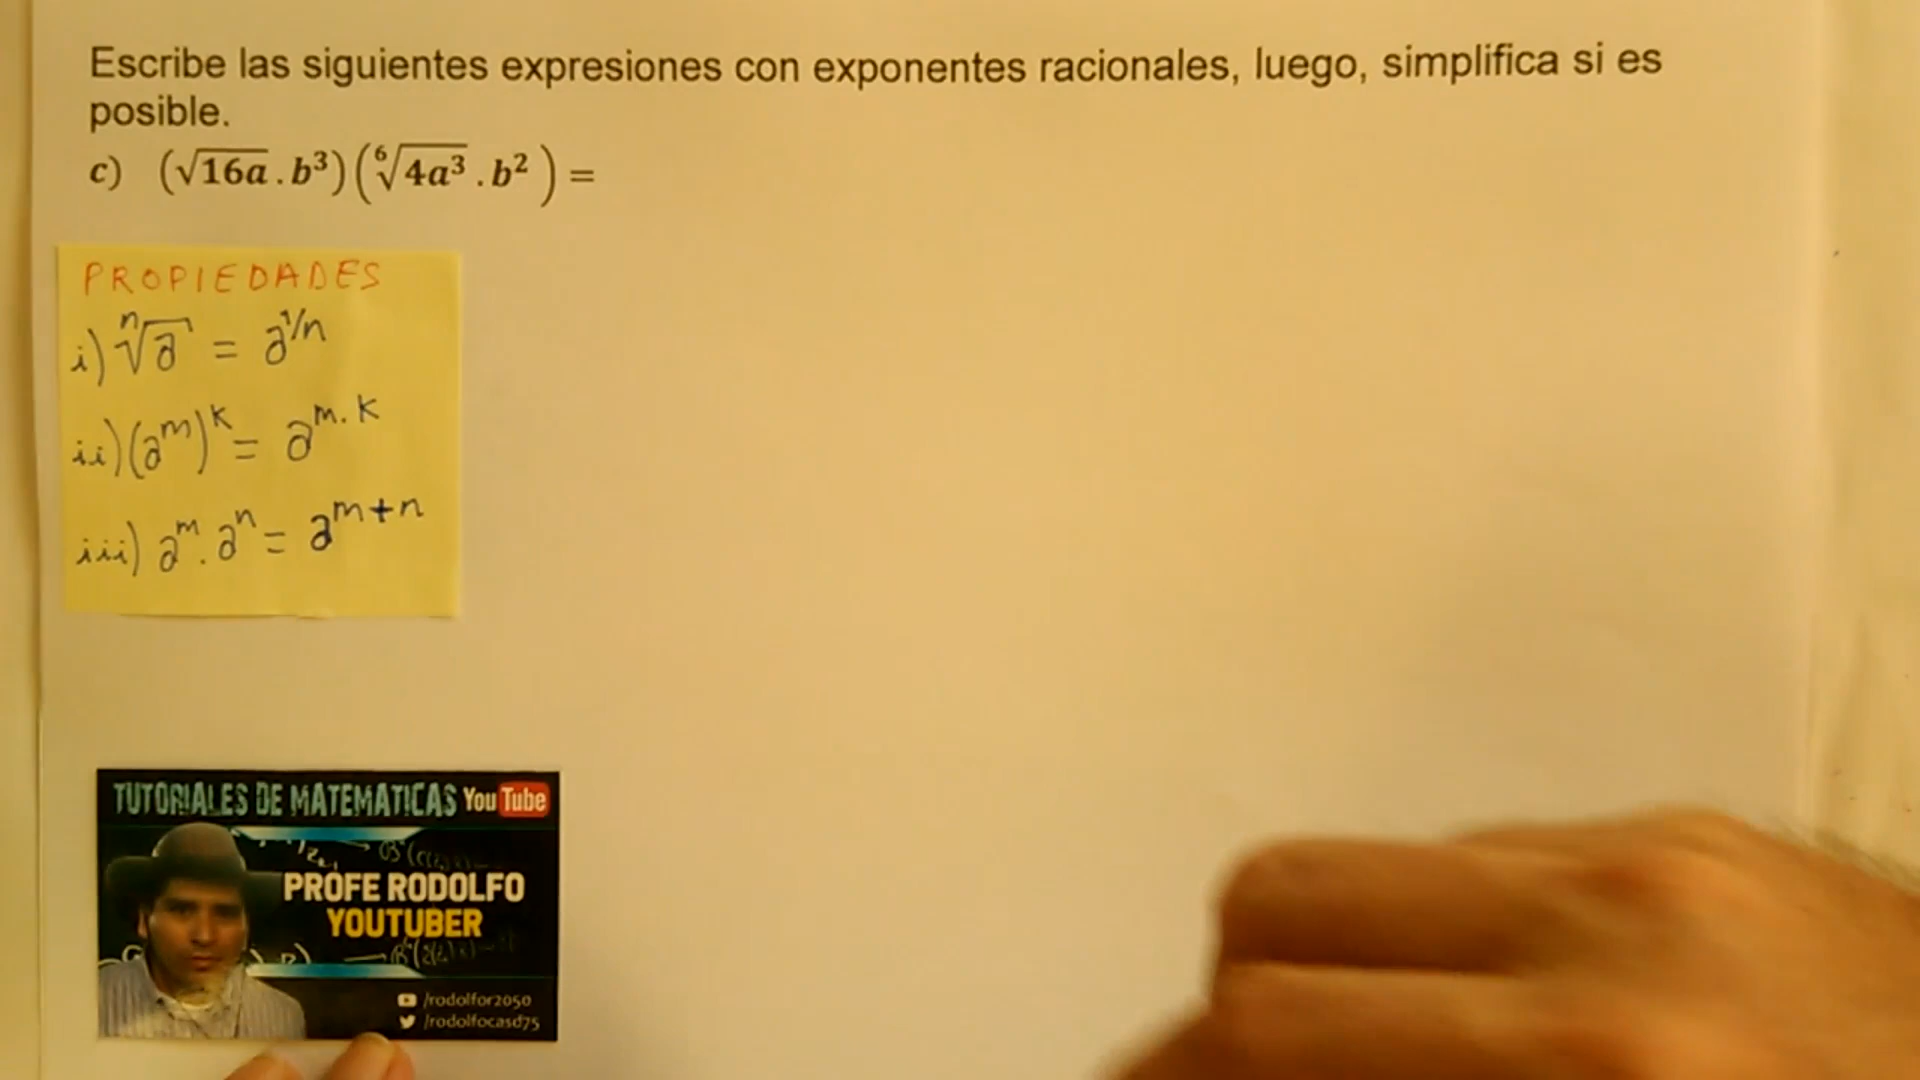 Escribe las siguientes expresiones con exponentes racionales, luego, simplifica si es
posible.
c) (√16a . b³)(⁶√4a³ . b² ) =
PROPIEDADES
i) ⁿ√a = a^1/n
ii) (a^m)^k = a^m.k
iii) a^m . a^n = a^m+n
TUTORIALES DE MATEMATICAS YouTube
PROFE RODOLFO
YOUTUBER
/rodolfor2050
/rodolfocasd75